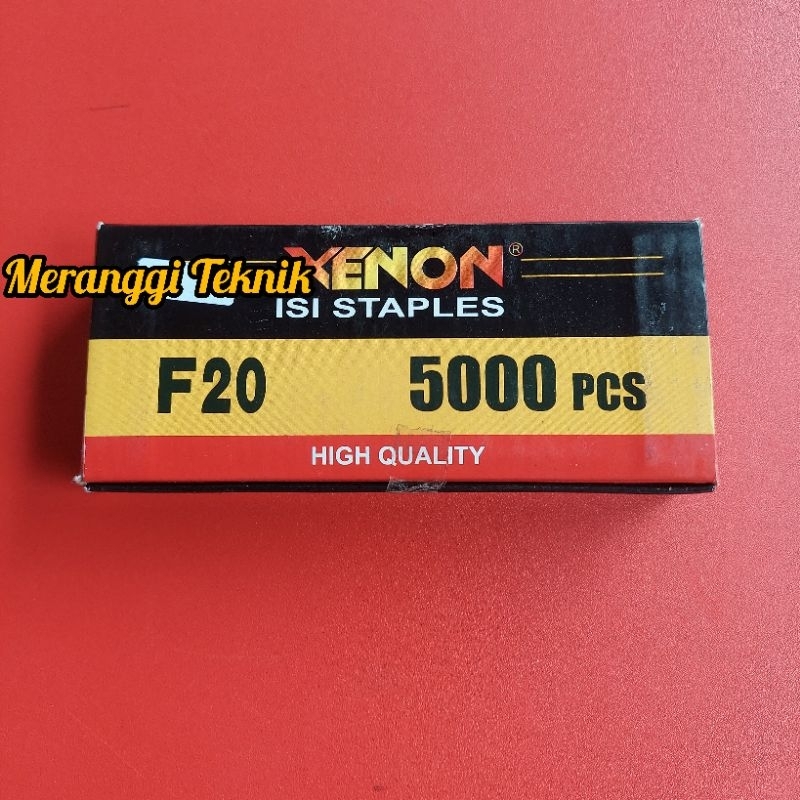 Meranggi Teknik
XENON®
ISI STAPLES
F20 5000 PCS
HIGH QUALITY